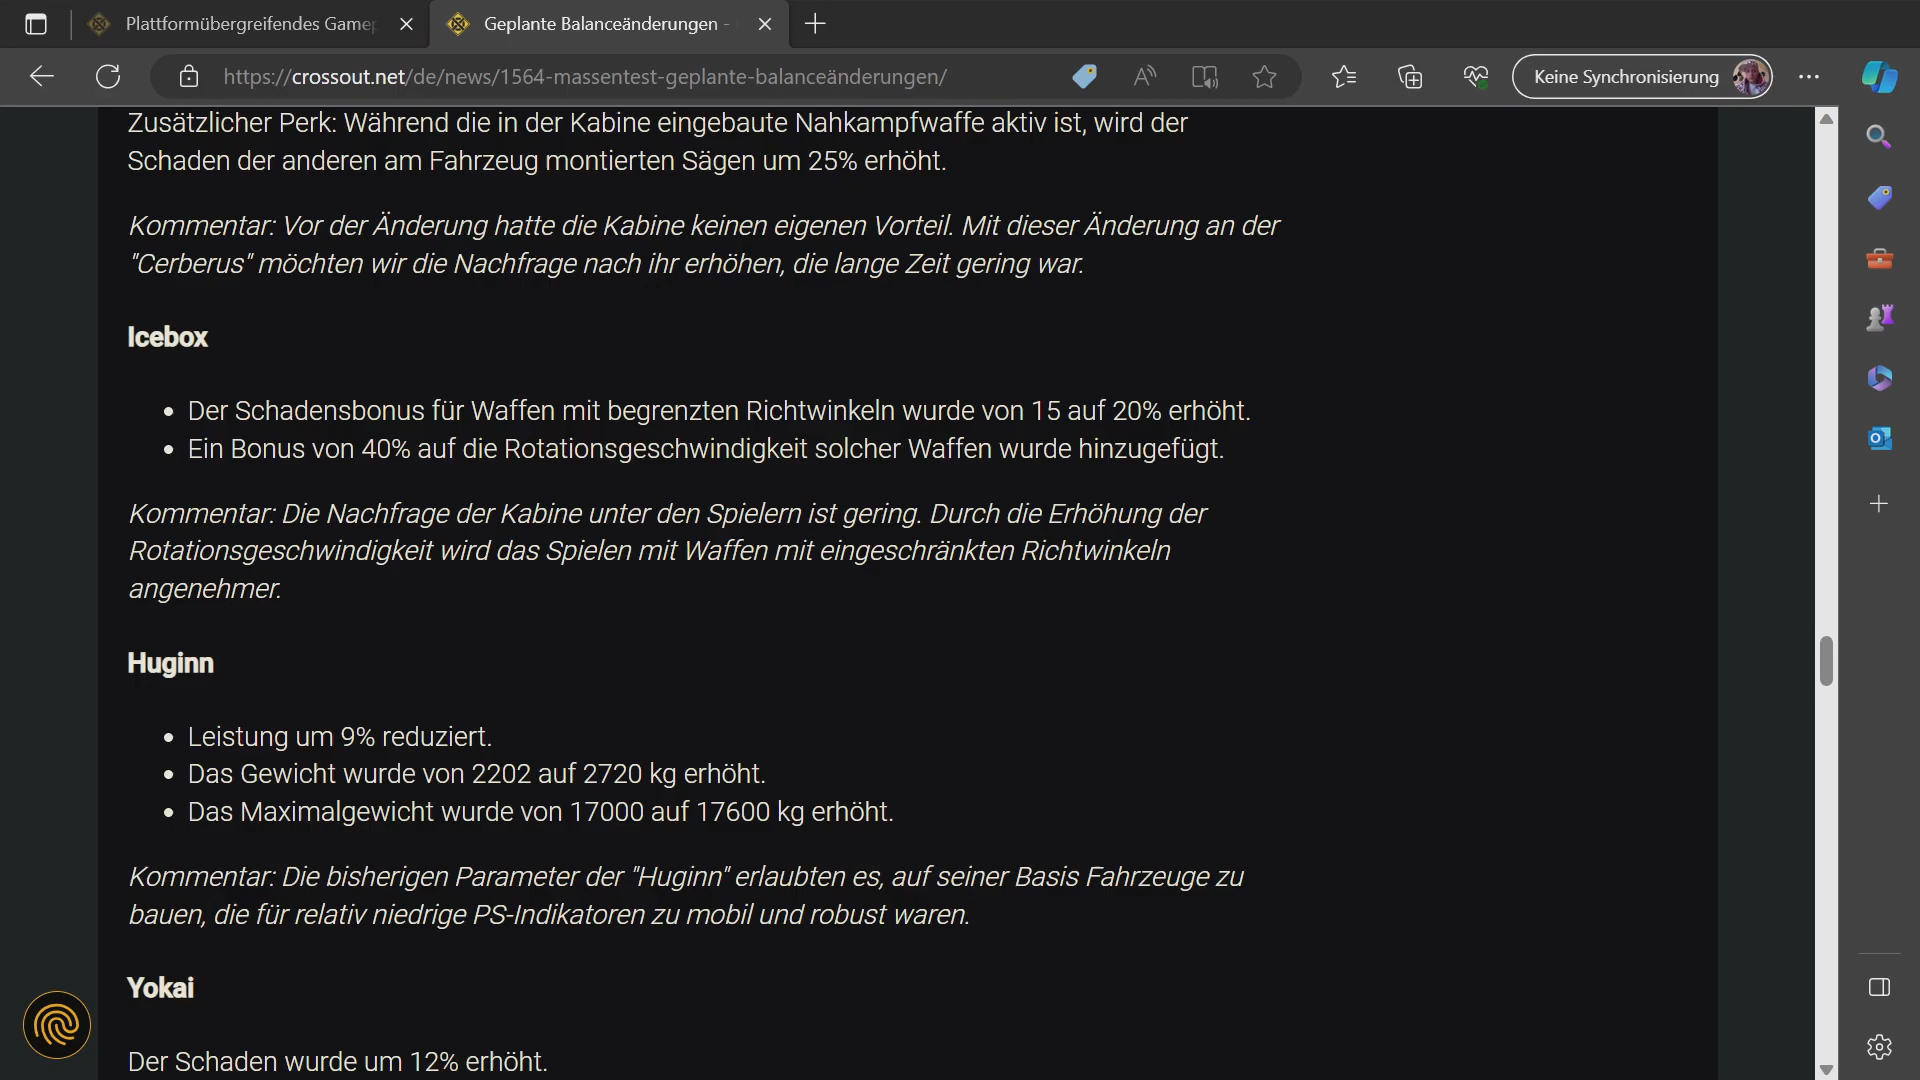 Plattformübergreifendes Game
Geplante Balanceänderungen -
https://crossout.net/de/news/1564-massentest-geplante-balanceänderungen/
Keine Synchronisierung
Zusätzlicher Perk: Während die in der Kabine eingebaute Nahkampfwaffe aktiv ist, wird der
Schaden der anderen am Fahrzeug montierten Sägen um 25% erhöht.
Kommentar: Vor der Änderung hatte die Kabine keinen eigenen Vorteil. Mit dieser Änderung an der
"Cerberus" möchten wir die Nachfrage nach ihr erhöhen, die lange Zeit gering war.
Icebox
• Der Schadensbonus für Waffen mit begrenzten Richtwinkeln wurde von 15 auf 20% erhöht.
• Ein Bonus von 40% auf die Rotationsgeschwindigkeit solcher Waffen wurde hinzugefügt.
Kommentar: Die Nachfrage der Kabine unter den Spielern ist gering. Durch die Erhöhung der
Rotationsgeschwindigkeit wird das Spielen mit Waffen mit eingeschränkten Richtwinkeln
angenehmer.
Huginn
• Leistung um 9% reduziert.
• Das Gewicht wurde von 2202 auf 2720 kg erhöht.
• Das Maximalgewicht wurde von 17000 auf 17600 kg erhöht.
Kommentar: Die bisherigen Parameter der "Huginn" erlaubten es, auf seiner Basis Fahrzeuge zu
bauen, die für relativ niedrige PS-Indikatoren zu mobil und robust waren.
Yokai
Der Schaden wurde um 12% erhöht.